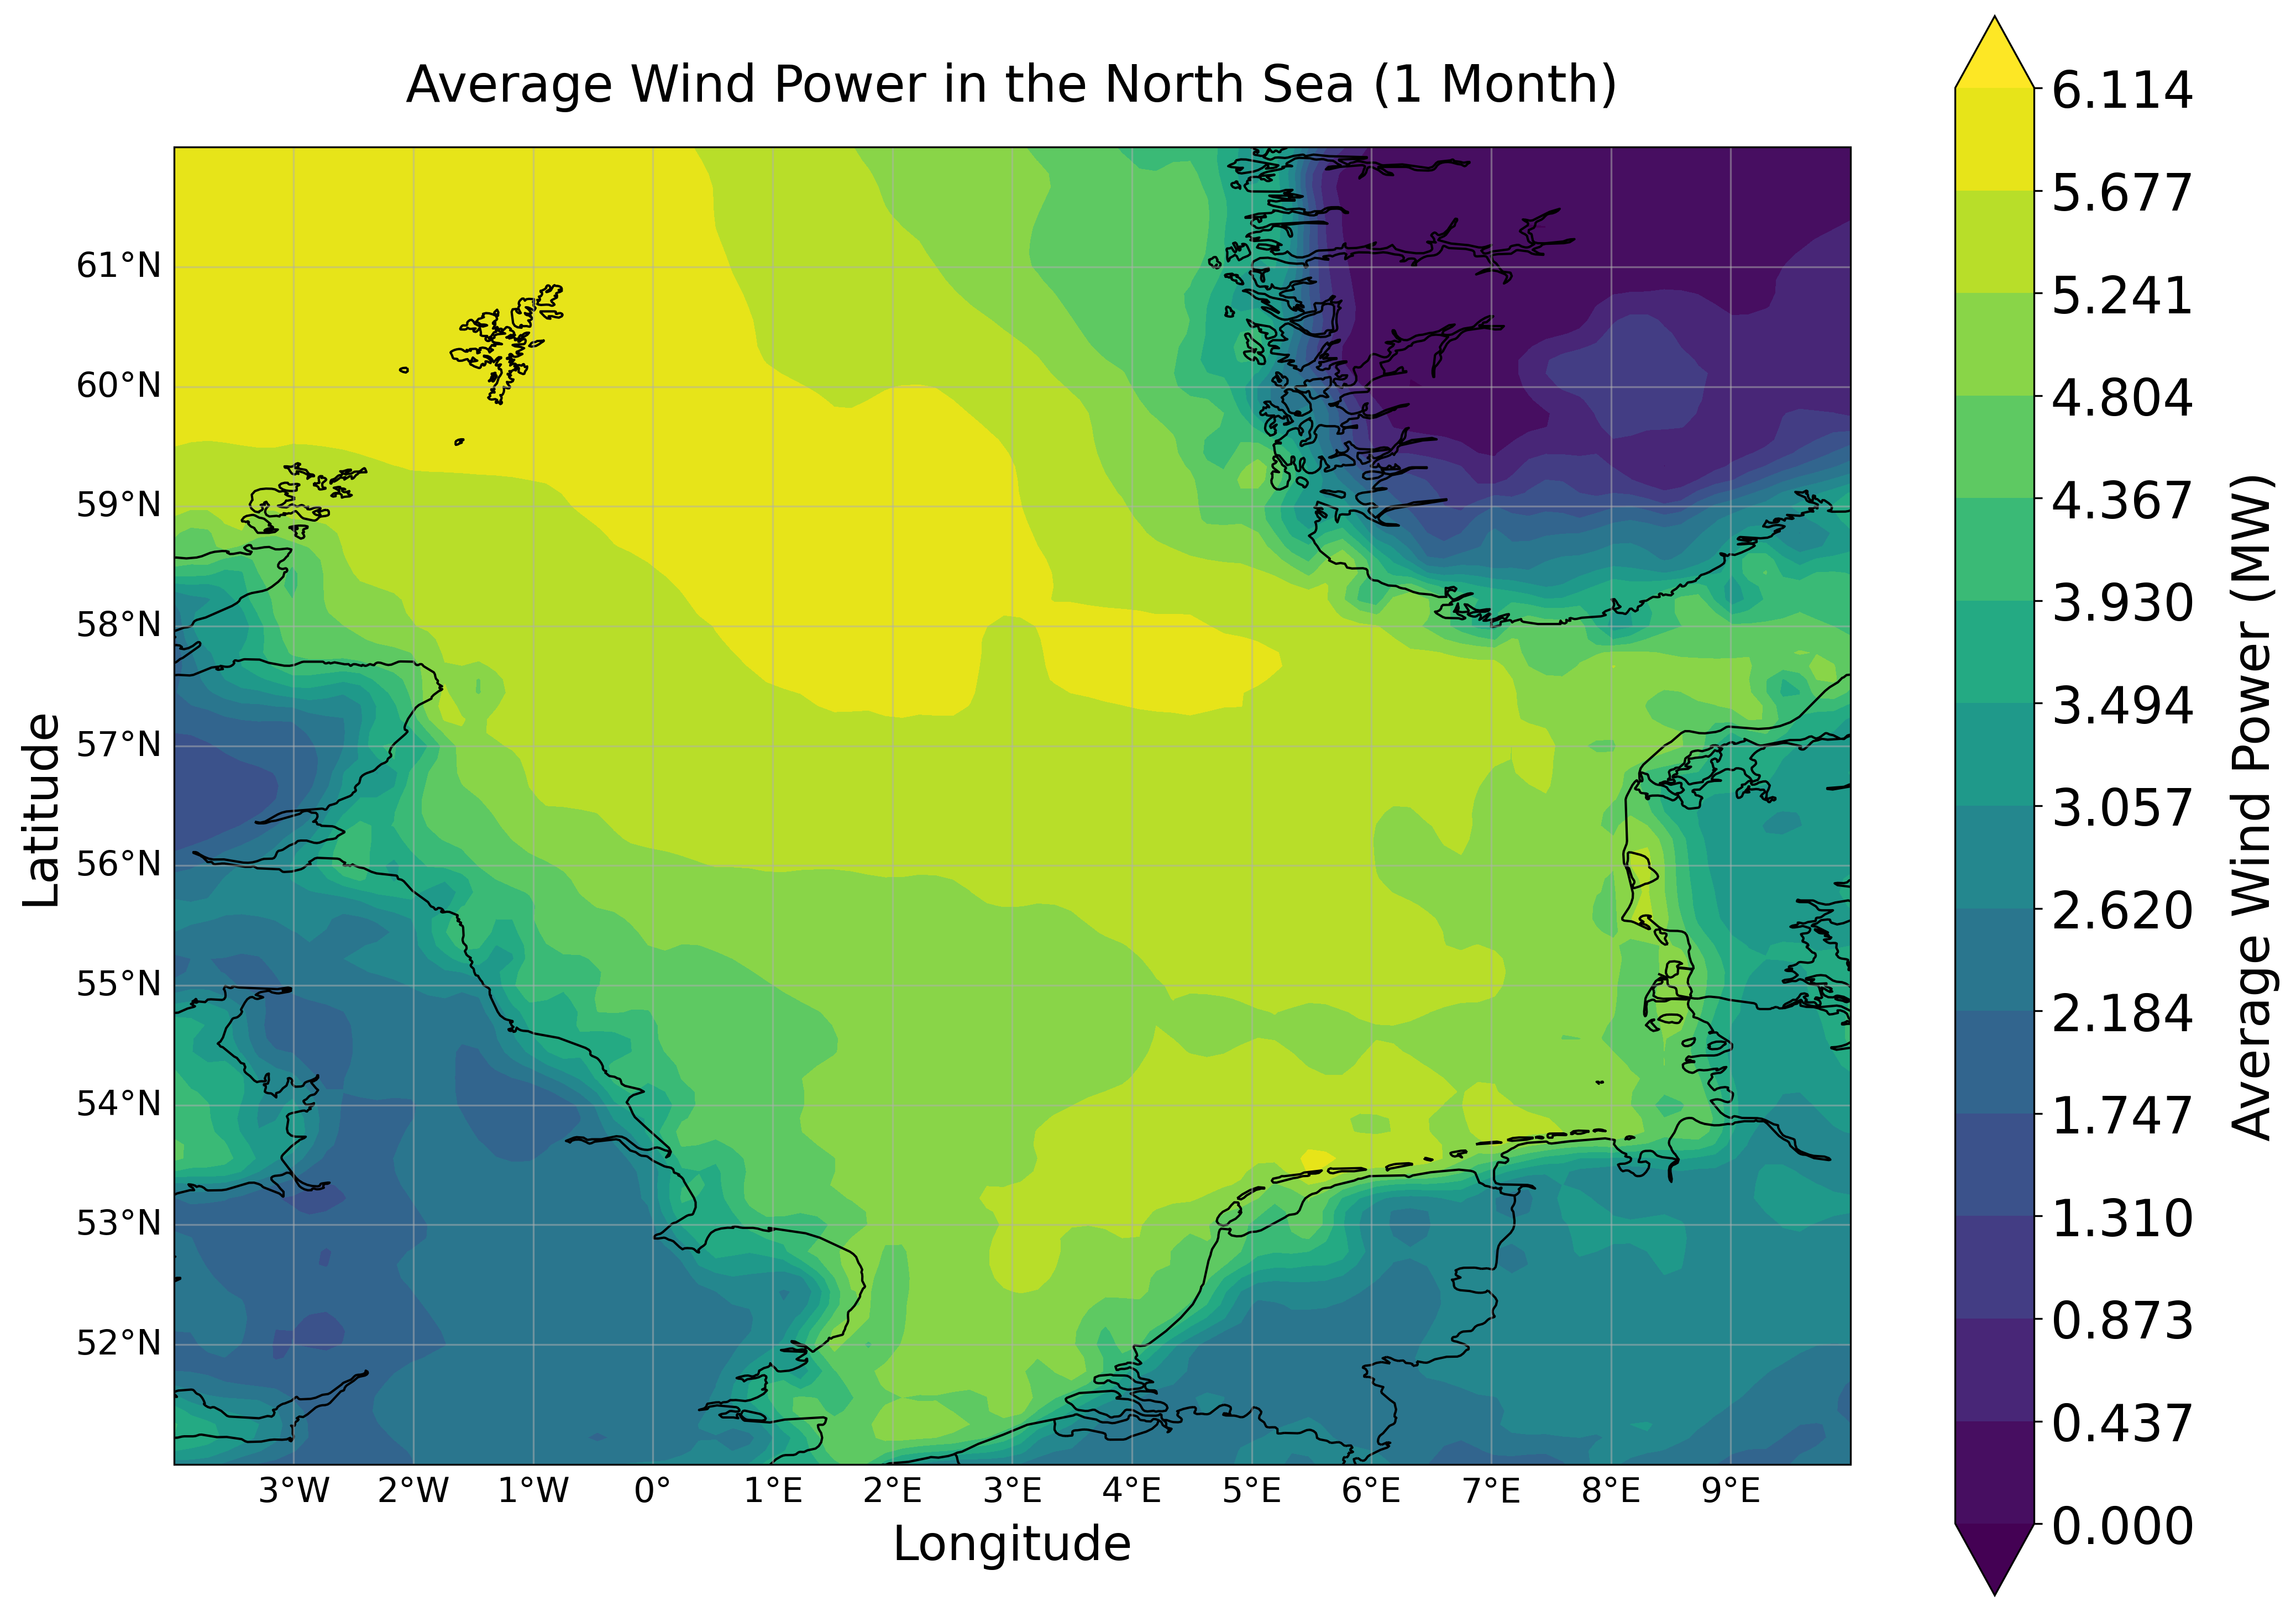 Average Wind Power in the North Sea (1 Month)
61°N
60°N
59°N
58°N
57°N
56°N
55°N
54°N
53°N
52°N
Latitude
3°W 2°W 1°W 0° 1°E 2°E 3°E 4°E 5°E 6°E 7°E 8°E 9°E
Longitude
6.114
5.677
5.241
4.804
4.367
3.930
3.494
3.057
2.620
2.184
1.747
1.310
0.873
0.437
0.000
Average Wind Power (MW)